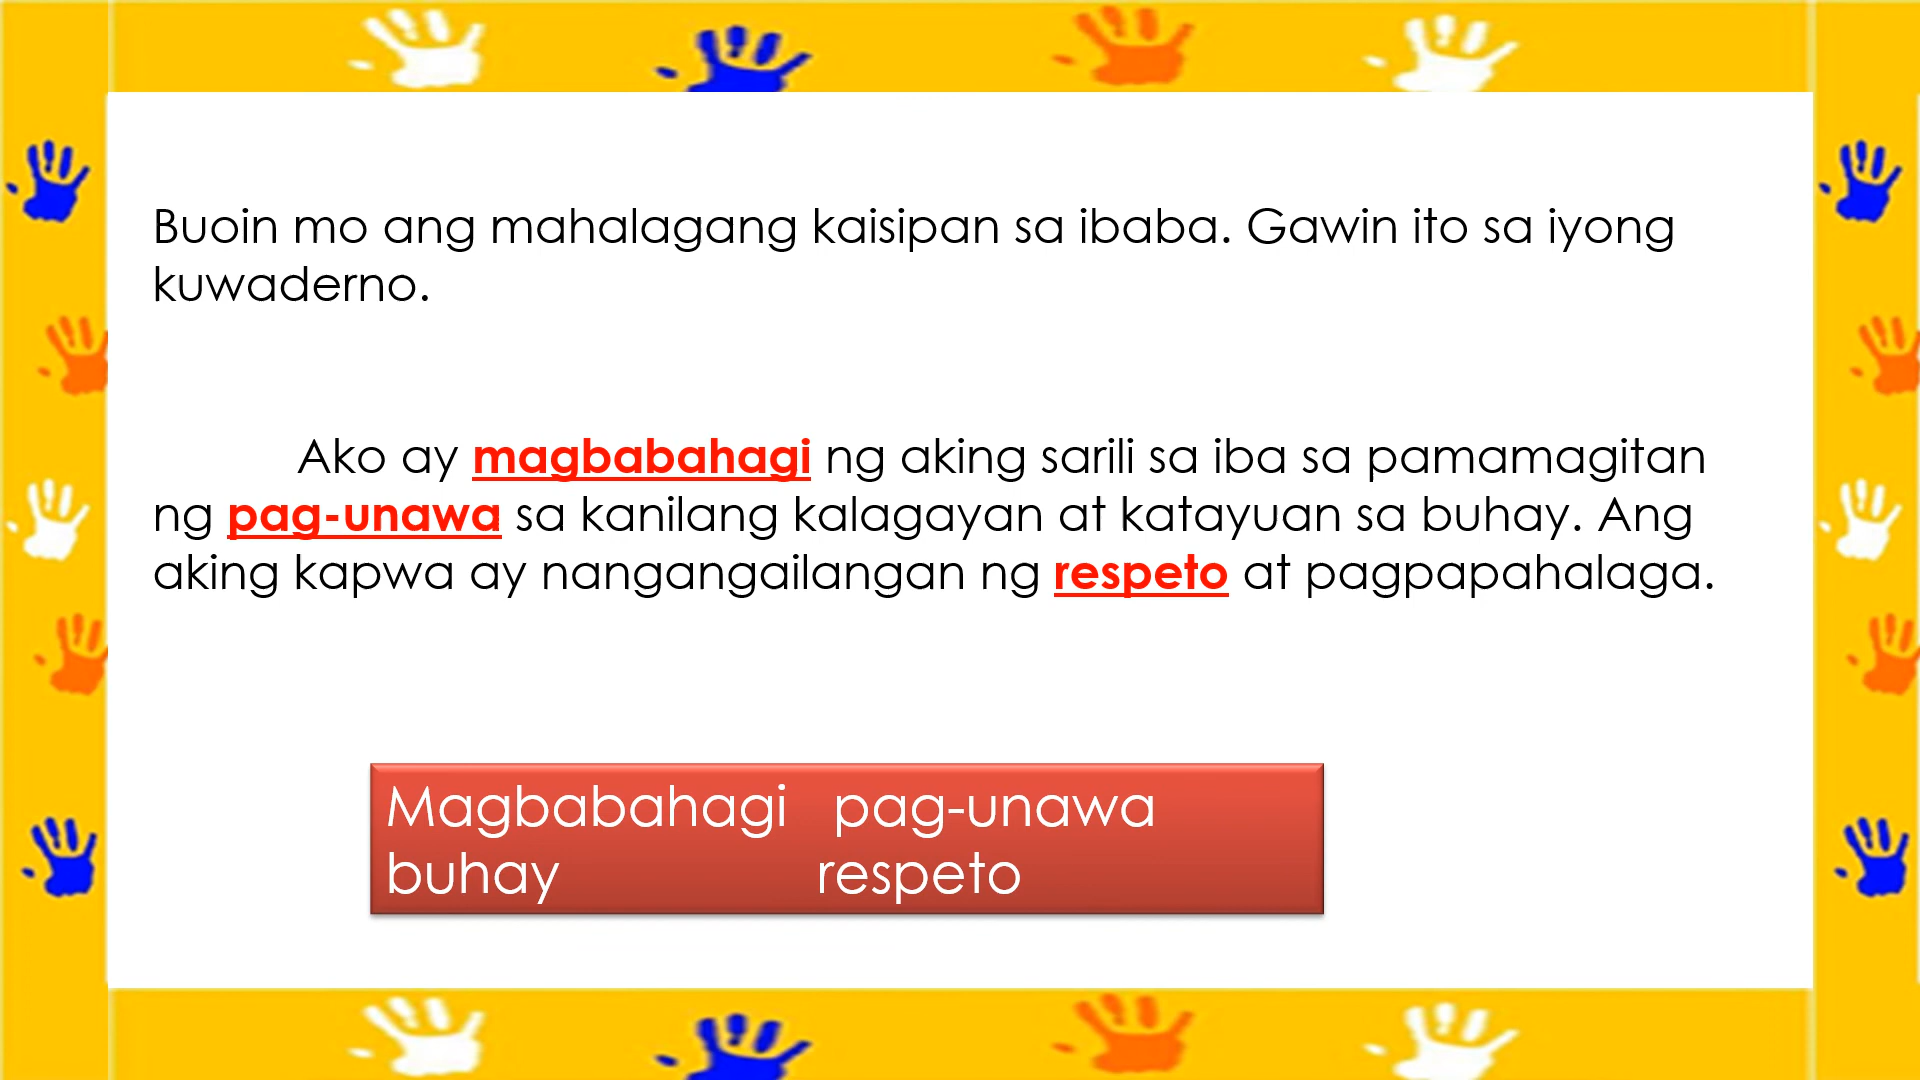 Buoin mo ang mahalagang kaisipan sa ibaba. Gawin ito sa iyong
kuwaderno.
Ako ay magbabahagi ng aking sarili sa iba sa pamamagitan
ng pag-unawa sa kanilang kalagayan at katayuan sa buhay. Ang
aking kapwa ay nangangailangan ng respeto at pagpapahalaga.
Magbabahagi pag-unawa
buhay respeto